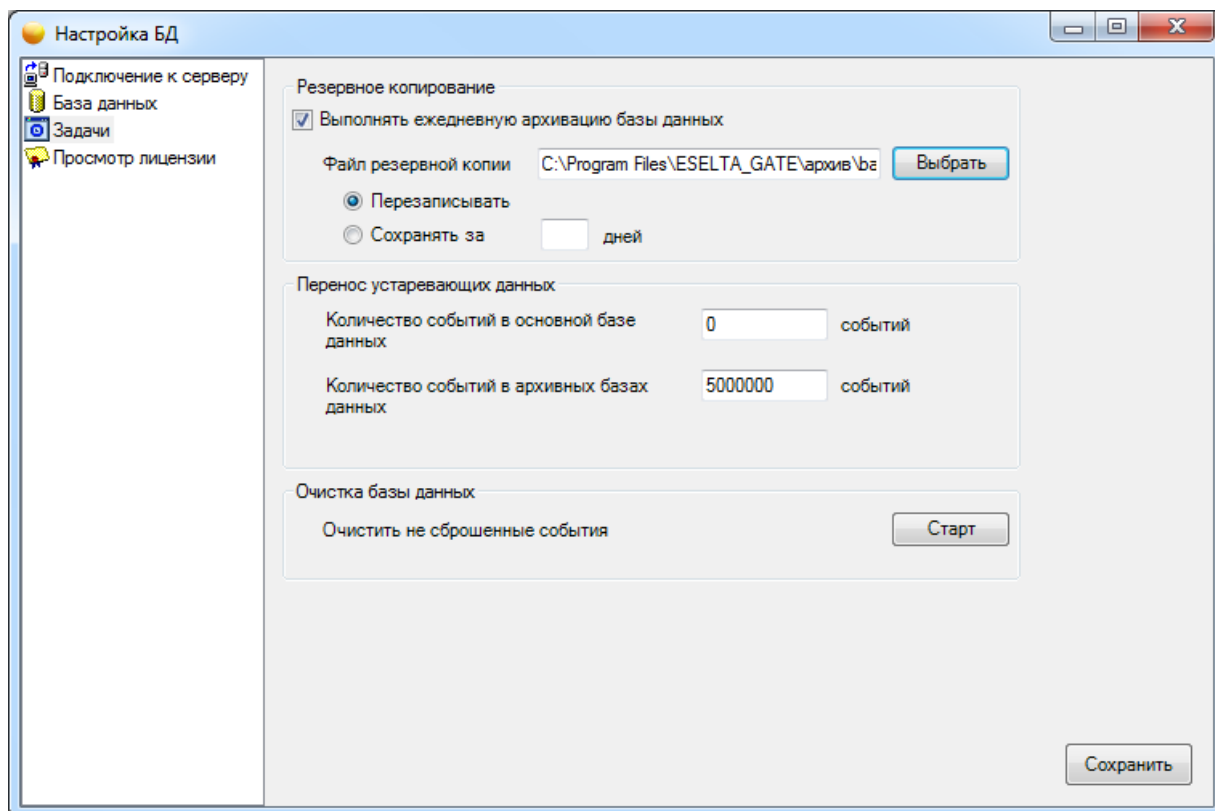 Настройка БД
Подключение к серверу
База данных
Задачи
Просмотр лицензии
Резервное копирование
Выполнять ежедневную архивацию базы данных
Файл резервной копии C:\Program Files\ESELTA_GATE\архив\ba Выбрать
Перезаписывать
Сохранять за дней
Перенос устаревающих данных
Количество событий в основной базе
данных
0 событий
Количество событий в архивных базах
данных
5000000 событий
Очистка базы данных
Очистить не сброшенные события Старт
Сохранить